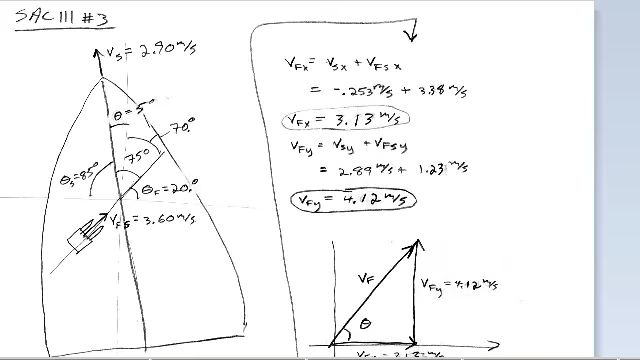 SAC III #3
Vs = 2.90 m/s
θ = 5°
70.°
75°
θs = 85°
θF = 20.°
VFS = 3.60 m/s
VFx = Vsx + VFsx
= -.253 m/s + 3.38 m/s
VFx = 3.13 m/s
VFy = Vsy + VFsy
= 2.89 m/s + 1.23 m/s
VFy = 4.12 m/s
VF
VFy = 4.12 m/s
θ